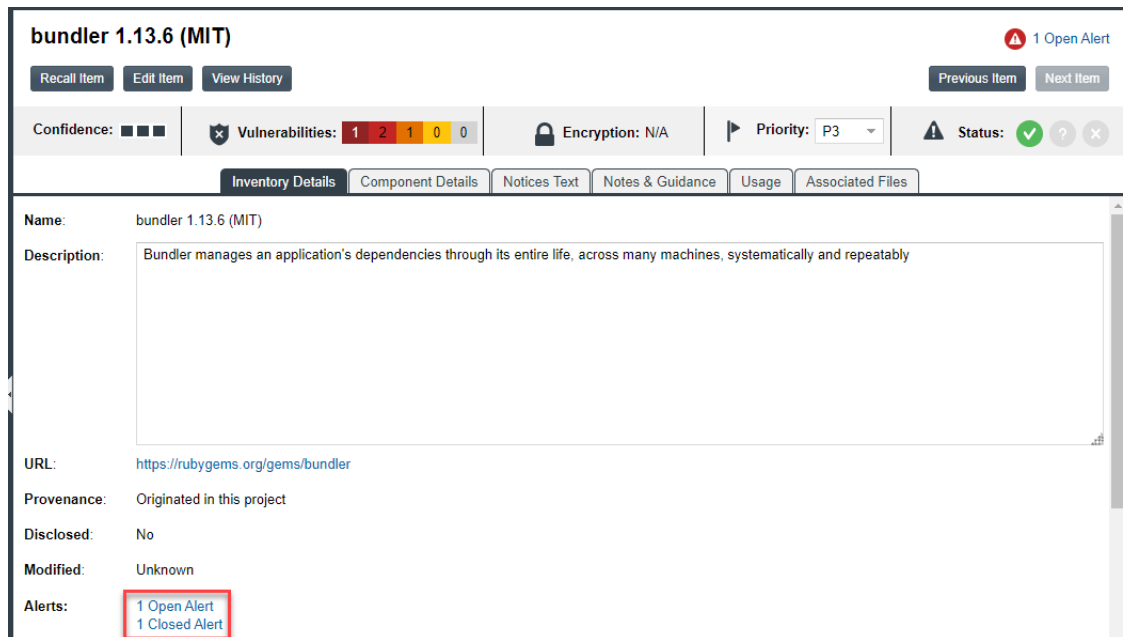 bundler 1.13.6 (MIT)
1 Open Alert
Recall Item Edit Item View History Previous Item Next Item
Confidence: Vulnerabilities: 1 2 1 0 0 Encryption: N/A Priority: P3 Status: ?
Inventory Details Component Details Notices Text Notes & Guidance Usage Associated Files
Name: bundler 1.13.6 (MIT)
Description: Bundler manages an application's dependencies through its entire life, across many machines, systematically and repeatably
URL: https://rubygems.org/gems/bundler
Provenance: Originated in this project
Disclosed: No
Modified: Unknown
Alerts: 1 Open Alert
1 Closed Alert